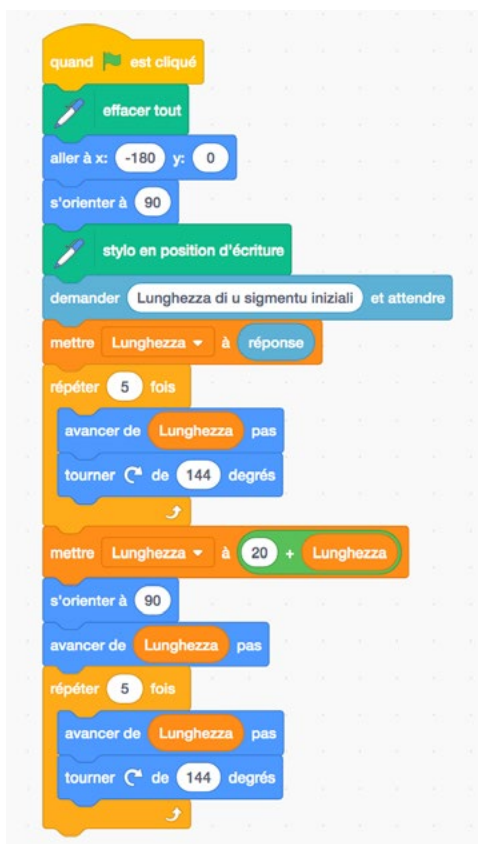 quand est cliqué
effacer tout
aller à x: -180 y: 0
s'orienter à 90
stylo en position d'écriture
demander Lunghezza di u sigmentu iniziali et attendre
mettre Lunghezza à réponse
répéter 5 fois
avancer de Lunghezza pas
tourner de 144 degrés
mettre Lunghezza à 20 + Lunghezza
s'orienter à 90
avancer de Lunghezza pas
répéter 5 fois
avancer de Lunghezza pas
tourner de 144 degrés